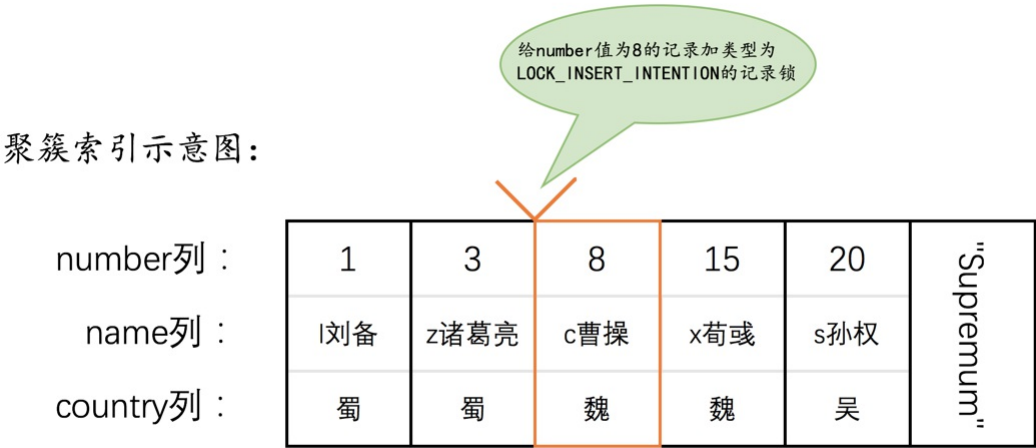 给number值为8的记录加类型为
LOCK_INSERT_INTENTION的记录锁
聚簇索引示意图：
number列： 1 3 8 15 20 "Supremum"
name列： l刘备 z诸葛亮 c曹操 x荀彧 s孙权
country列： 蜀 蜀 魏 魏 吴